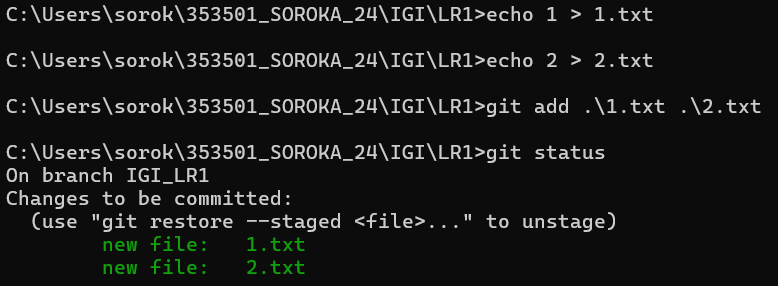 C:\Users\sorok\353501_SOROKA_24\IGI\LR1>echo 1 > 1.txt
C:\Users\sorok\353501_SOROKA_24\IGI\LR1>echo 2 > 2.txt
C:\Users\sorok\353501_SOROKA_24\IGI\LR1>git add .\1.txt .\2.txt
C:\Users\sorok\353501_SOROKA_24\IGI\LR1>git status
On branch IGI_LR1
Changes to be committed:
  (use "git restore --staged <file>..." to unstage)
        new file:   1.txt
        new file:   2.txt